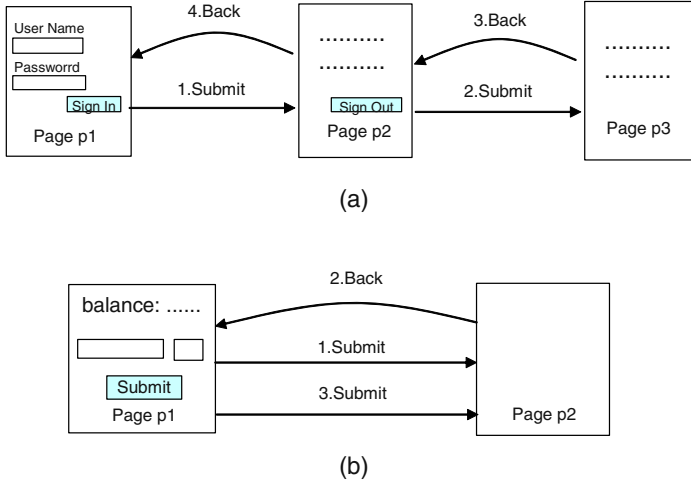 4.Back
User Name
Passworrd
Sign In
Page p1
1.Submit
..........
..........
Sign Out
Page p2
3.Back
2.Submit
..........
..........
Page p3
(a)
2.Back
balance: ......
1.Submit
Submit
3.Submit
Page p1
Page p2
(b)